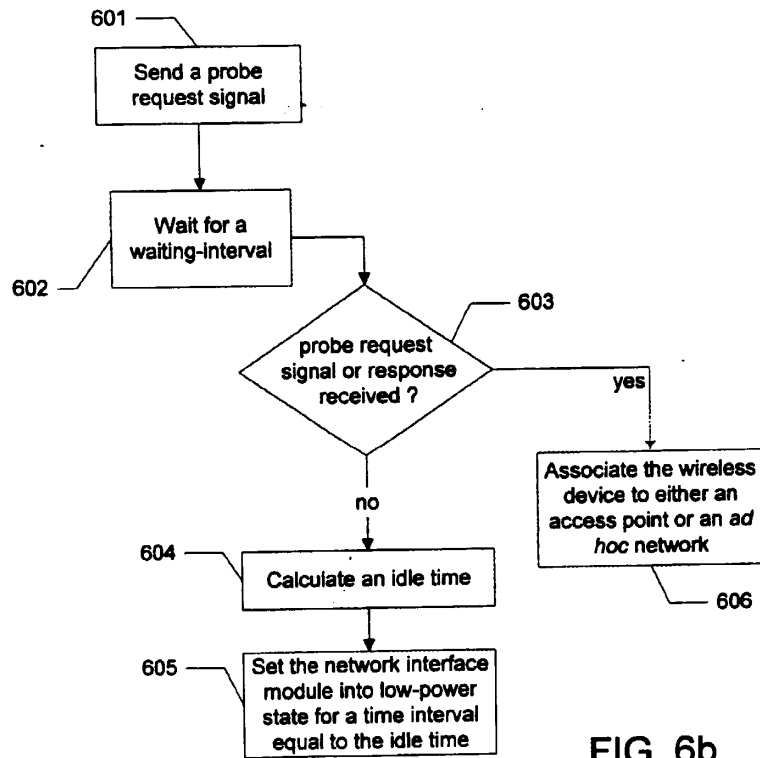 601
Send a probe
request signal
Wait for a
waiting-interval
602
603
probe request
signal or response
received ?
yes
no
Associate the wireless
device to either an
access point or an ad
hoc network
606
604
Calculate an idle time
605
Set the network interface
module into low-power
state for a time interval
equal to the idle time
FIG. 6b